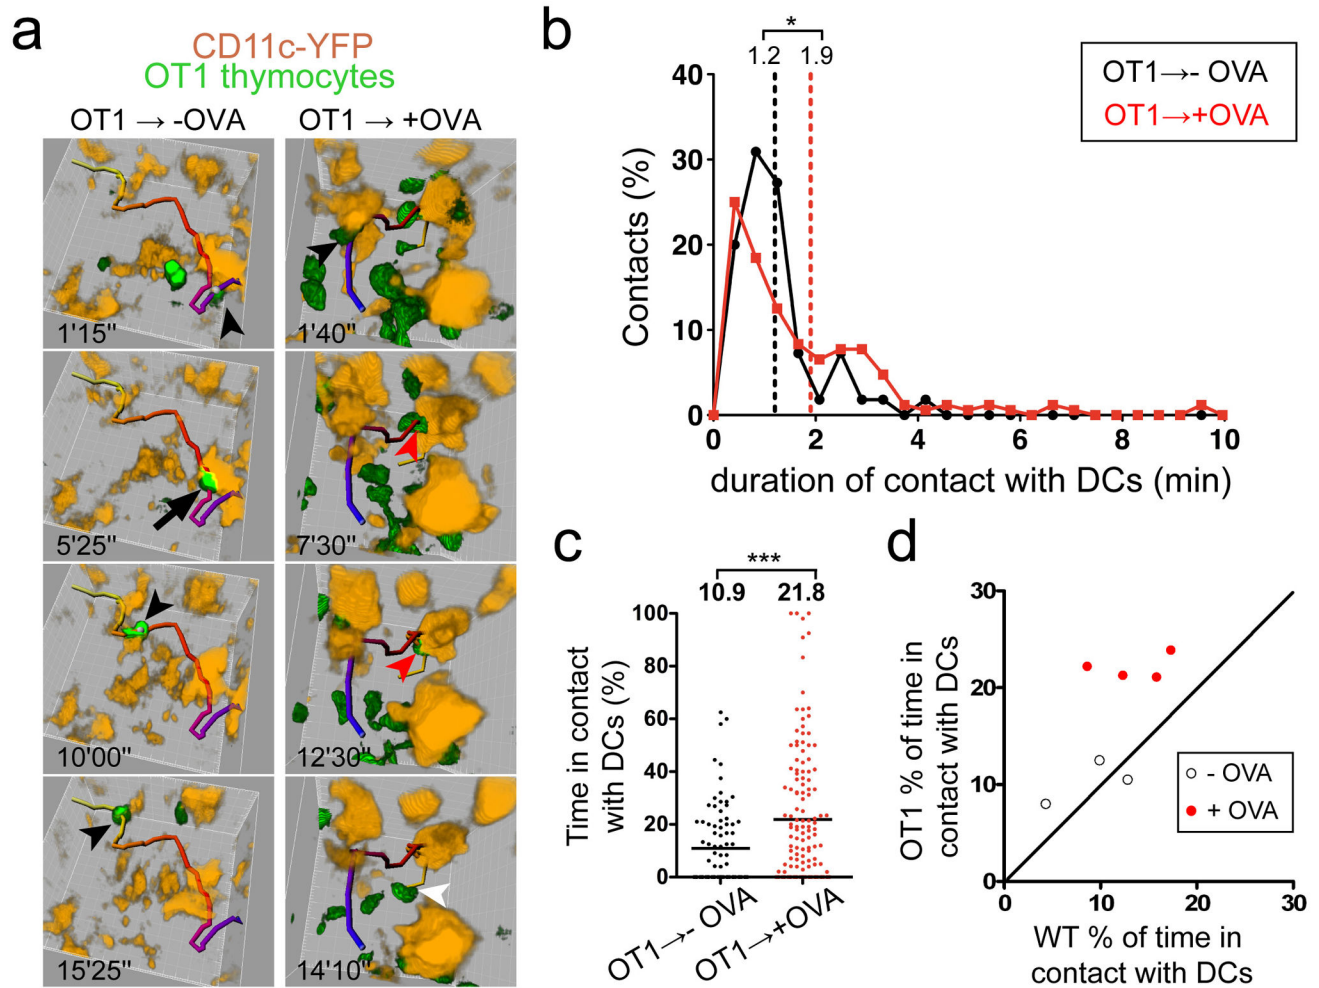 a
CD11c-YFP
OT1 thymocytes
OT1 → -OVA
OT1 → +OVA
1'15"
1'40"
5'25"
7'30"
10'00"
12'30"
15'25"
14'10"
b
*
1.2
1.9
OT1→- OVA
OT1→+OVA
Contacts (%)
40
30
20
10
0
0
2
4
6
8
10
duration of contact with DCs (min)
c
***
10.9
21.8
Time in contact
with DCs (%)
100
80
60
40
20
0
OT1→- OVA
OT1→+OVA
d
OT1 % of time in
contact with DCs
30
20
10
0
- OVA
+ OVA
0
10
20
30
WT % of time in
contact with DCs